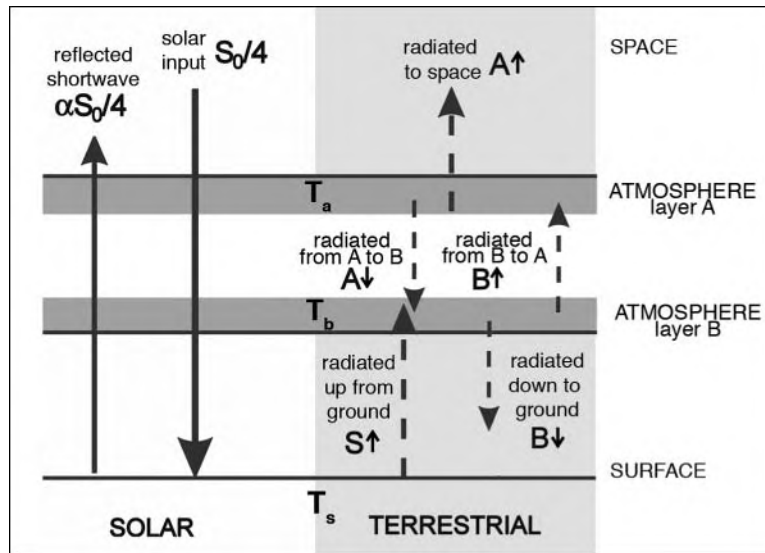 reflected
shortwave
αS₀/4
solar
input S₀/4
radiated
to space A↑
SPACE
Tₐ
ATMOSPHERE
layer A
radiated
from A to B
A↓
radiated
from B to A
B↑
T_b
ATMOSPHERE
layer B
radiated
up from
ground
S↑
radiated
down to
ground
B↓
SURFACE
Tₛ
SOLAR
TERRESTRIAL